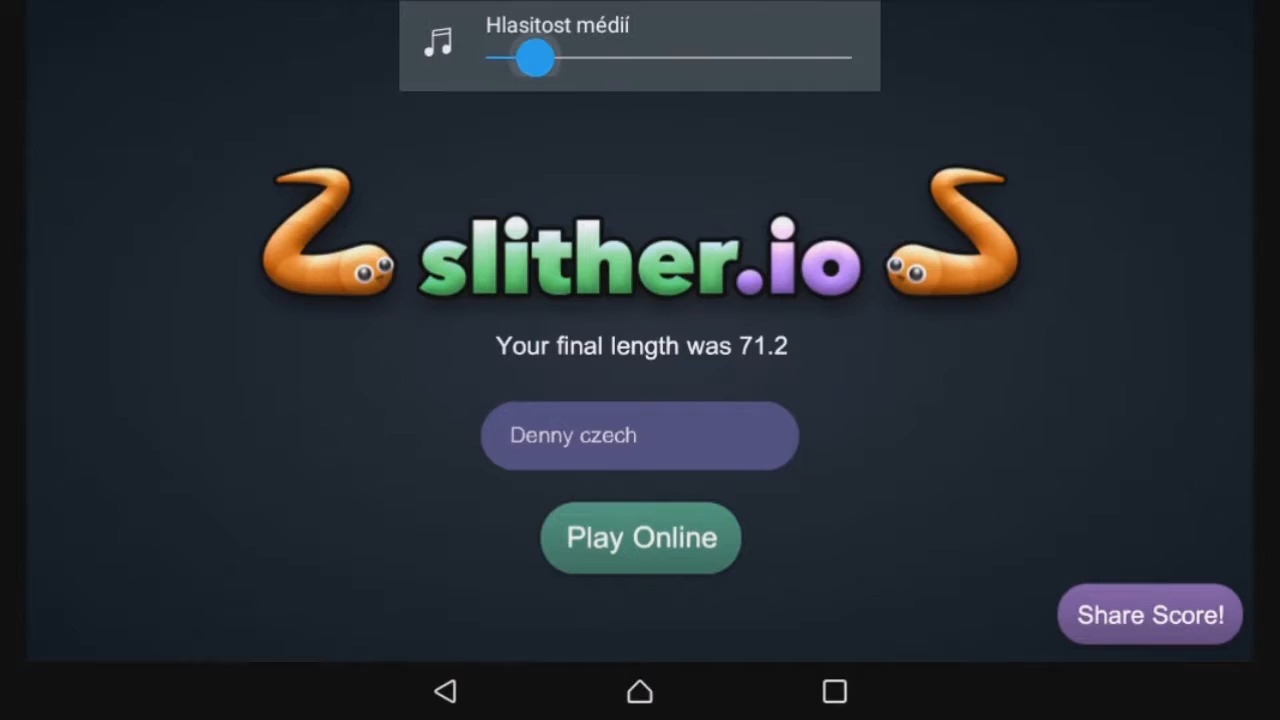 Hlasitost médií
slither.io
Your final length was 71.2
Denny czech
Play Online
Share Score!